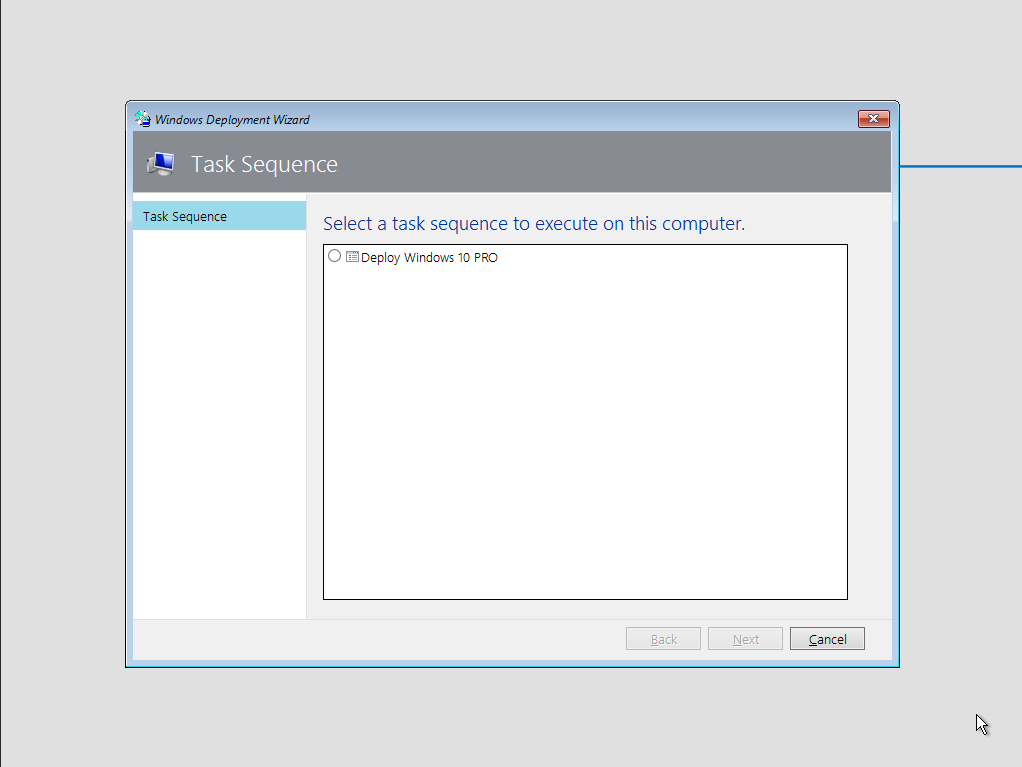 Windows Deployment Wizard
Task Sequence
Task Sequence
Select a task sequence to execute on this computer.
Deploy Windows 10 PRO
Back Next Cancel